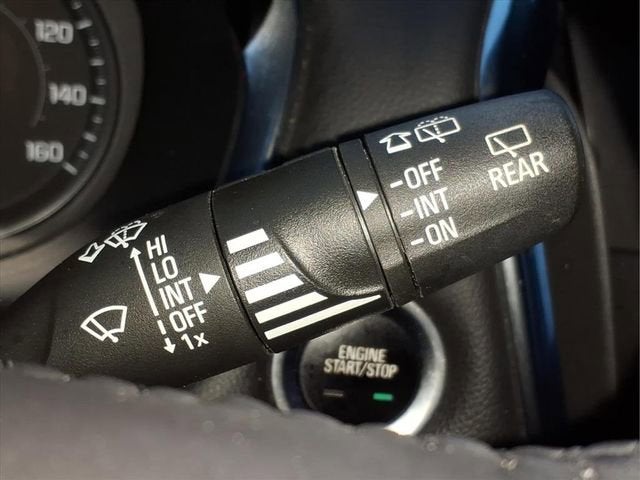 120
140
160
HI
LO
INT
OFF
1x
-OFF
-INT
-ON
REAR
ENGINE
START/STOP